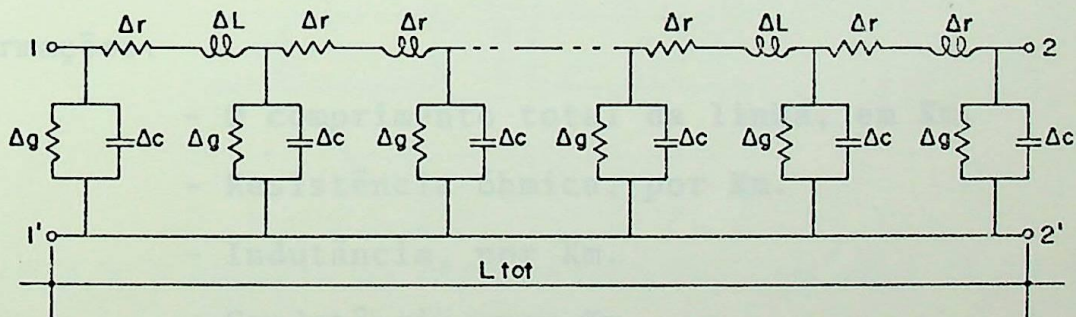 Δr ΔL Δr Δr Δr ΔL Δr Δr
1 2
Δg Δc Δg Δc Δg Δc Δg Δc Δg Δc Δg Δc
1' 2'
L tot
- O comprimento total da linha, em Km.
- Resistência ôhmica, por Km.
- Indutância, por Km.